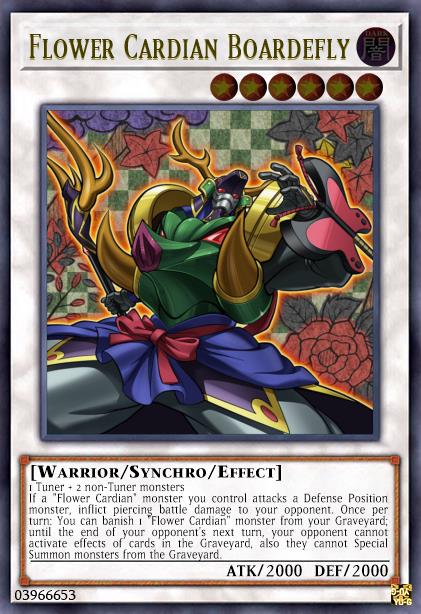 Flower Cardian Boardefly
DARK
闇
[Warrior/Synchro/Effect]
1 Tuner + 2 non-Tuner monsters
If a "Flower Cardian" monster you control attacks a Defense Position
monster, inflict piercing battle damage to your opponent. Once per
turn: You can banish 1 "Flower Cardian" monster from your Graveyard;
until the end of your opponent's next turn, your opponent cannot
activate effects of cards in the Graveyard, also they cannot Special
Summon monsters from the Graveyard.
ATK/2000 DEF/2000
03966653